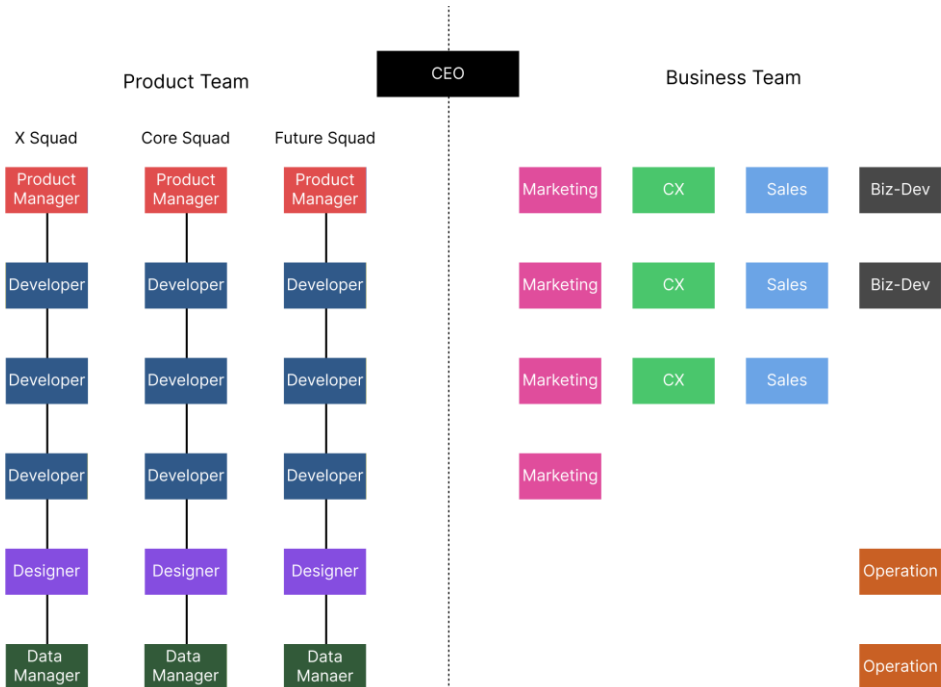 CEO
Product Team
Business Team
X Squad
Core Squad
Future Squad
Product
Manager
Product
Manager
Product
Manager
Marketing
CX
Sales
Biz-Dev
Developer
Developer
Developer
Marketing
CX
Sales
Biz-Dev
Developer
Developer
Developer
Marketing
CX
Sales
Developer
Developer
Developer
Marketing
Designer
Designer
Designer
Operation
Data
Manager
Data
Manager
Data
Manaer
Operation